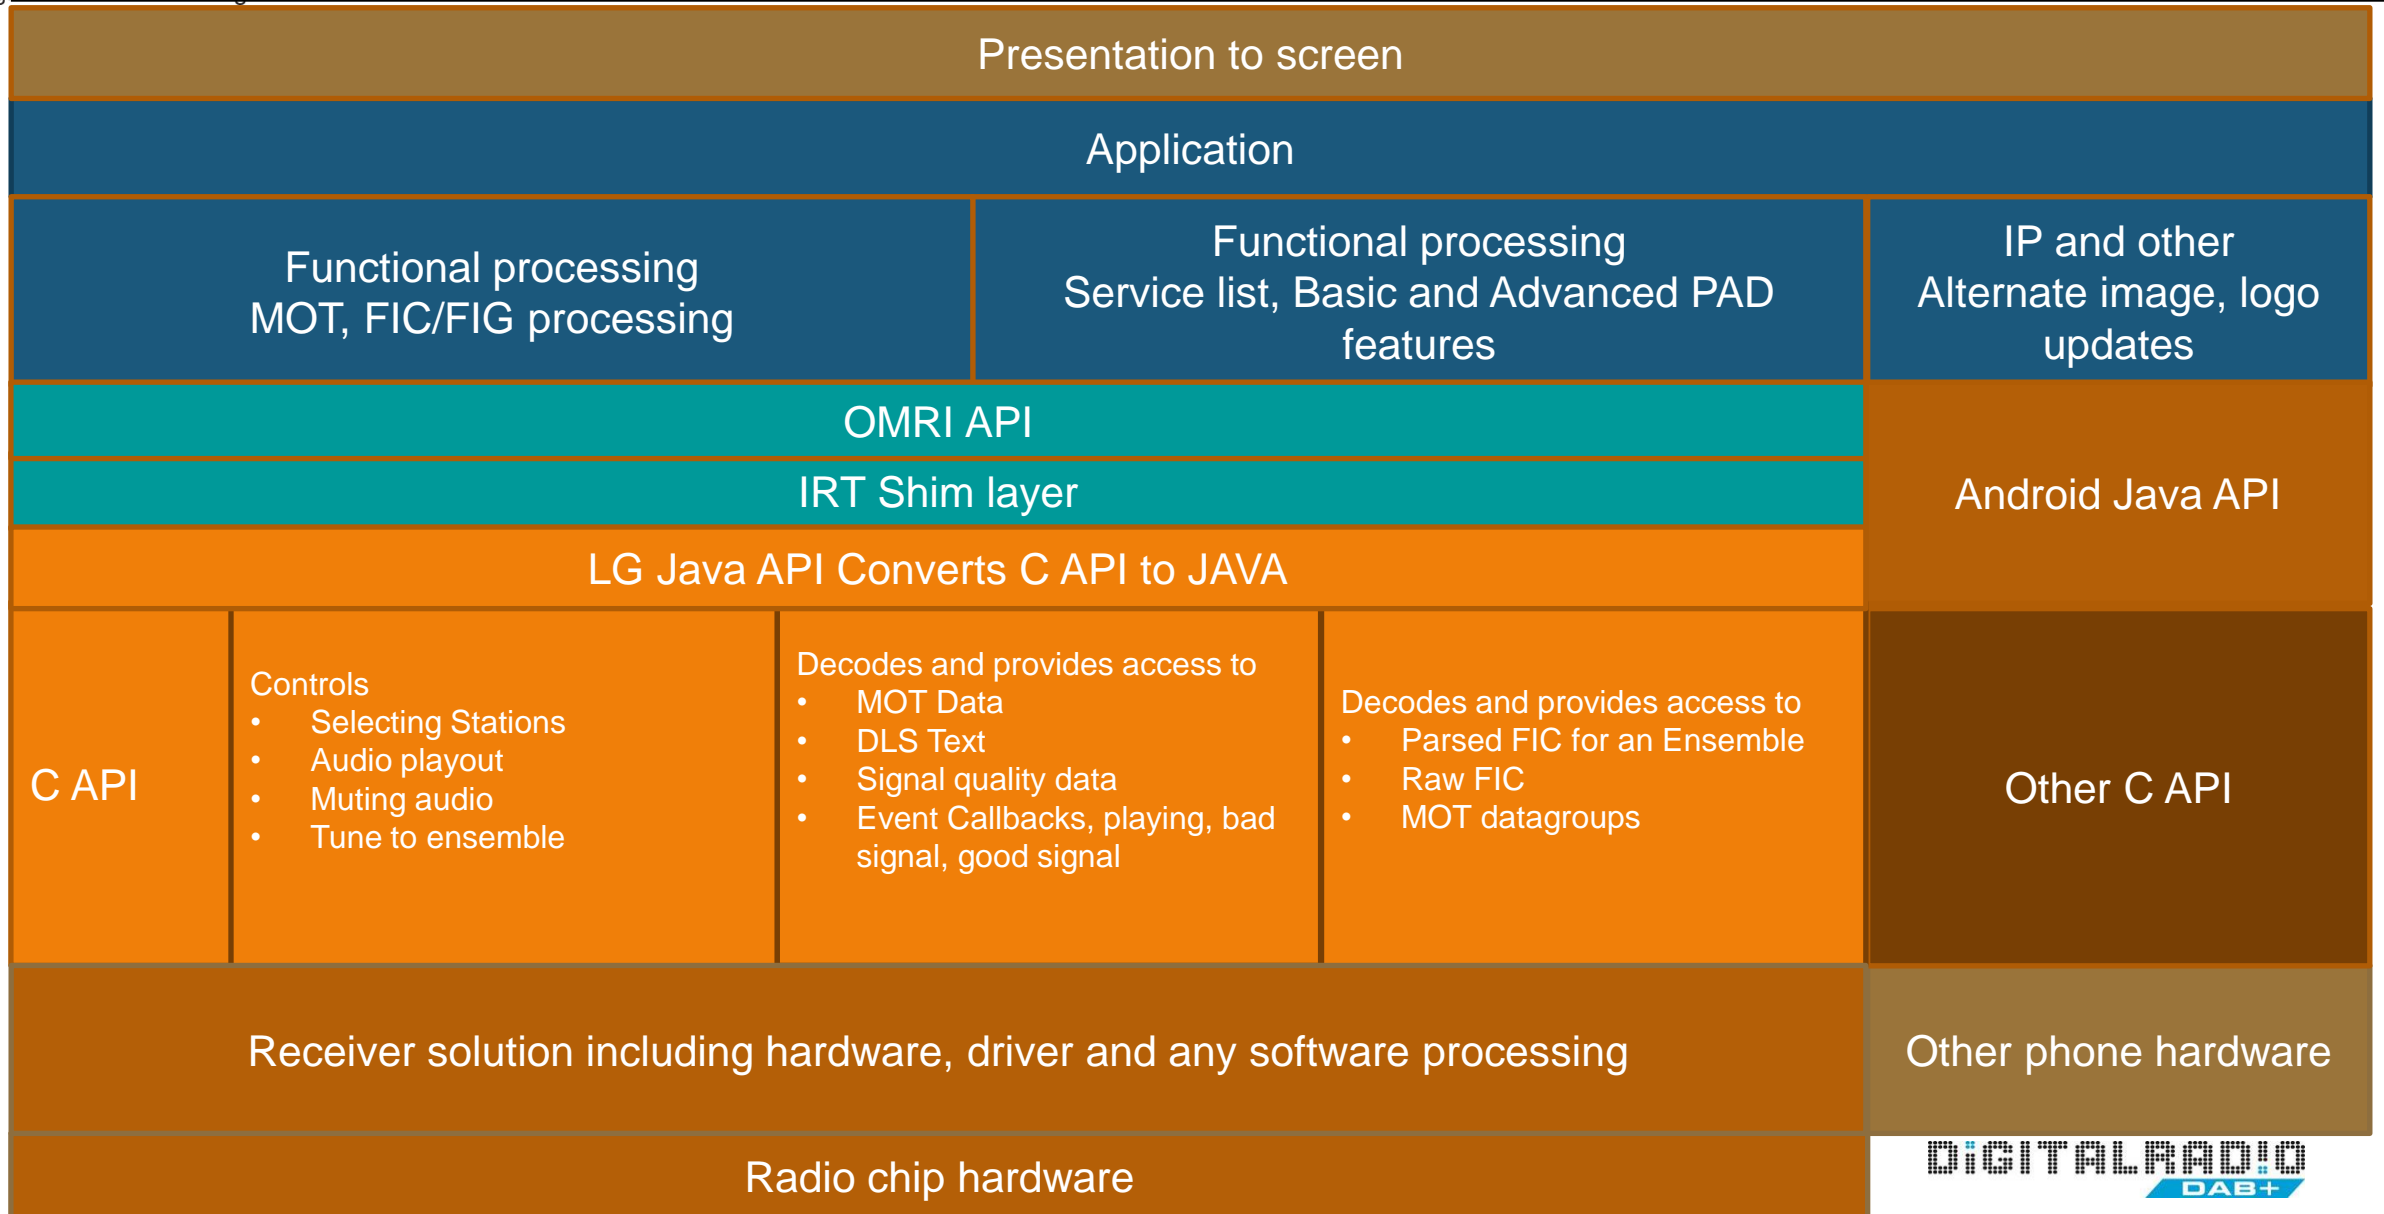 Presentation to screen
Application
Functional processing
MOT, FIC/FIG processing
Functional processing
Service list, Basic and Advanced PAD
features
IP and other
Alternate image, logo
updates
OMRI API
IRT Shim layer
Android Java API
LG Java API Converts C API to JAVA
C API
Controls
• Selecting Stations
• Audio playout
• Muting audio
• Tune to ensemble
Decodes and provides access to
• MOT Data
• DLS Text
• Signal quality data
• Event Callbacks, playing, bad
signal, good signal
Decodes and provides access to
• Parsed FIC for an Ensemble
• Raw FIC
• MOT datagroups
Other C API
Receiver solution including hardware, driver and any software processing
Other phone hardware
Radio chip hardware
DiGITALRAD!O
DAB+